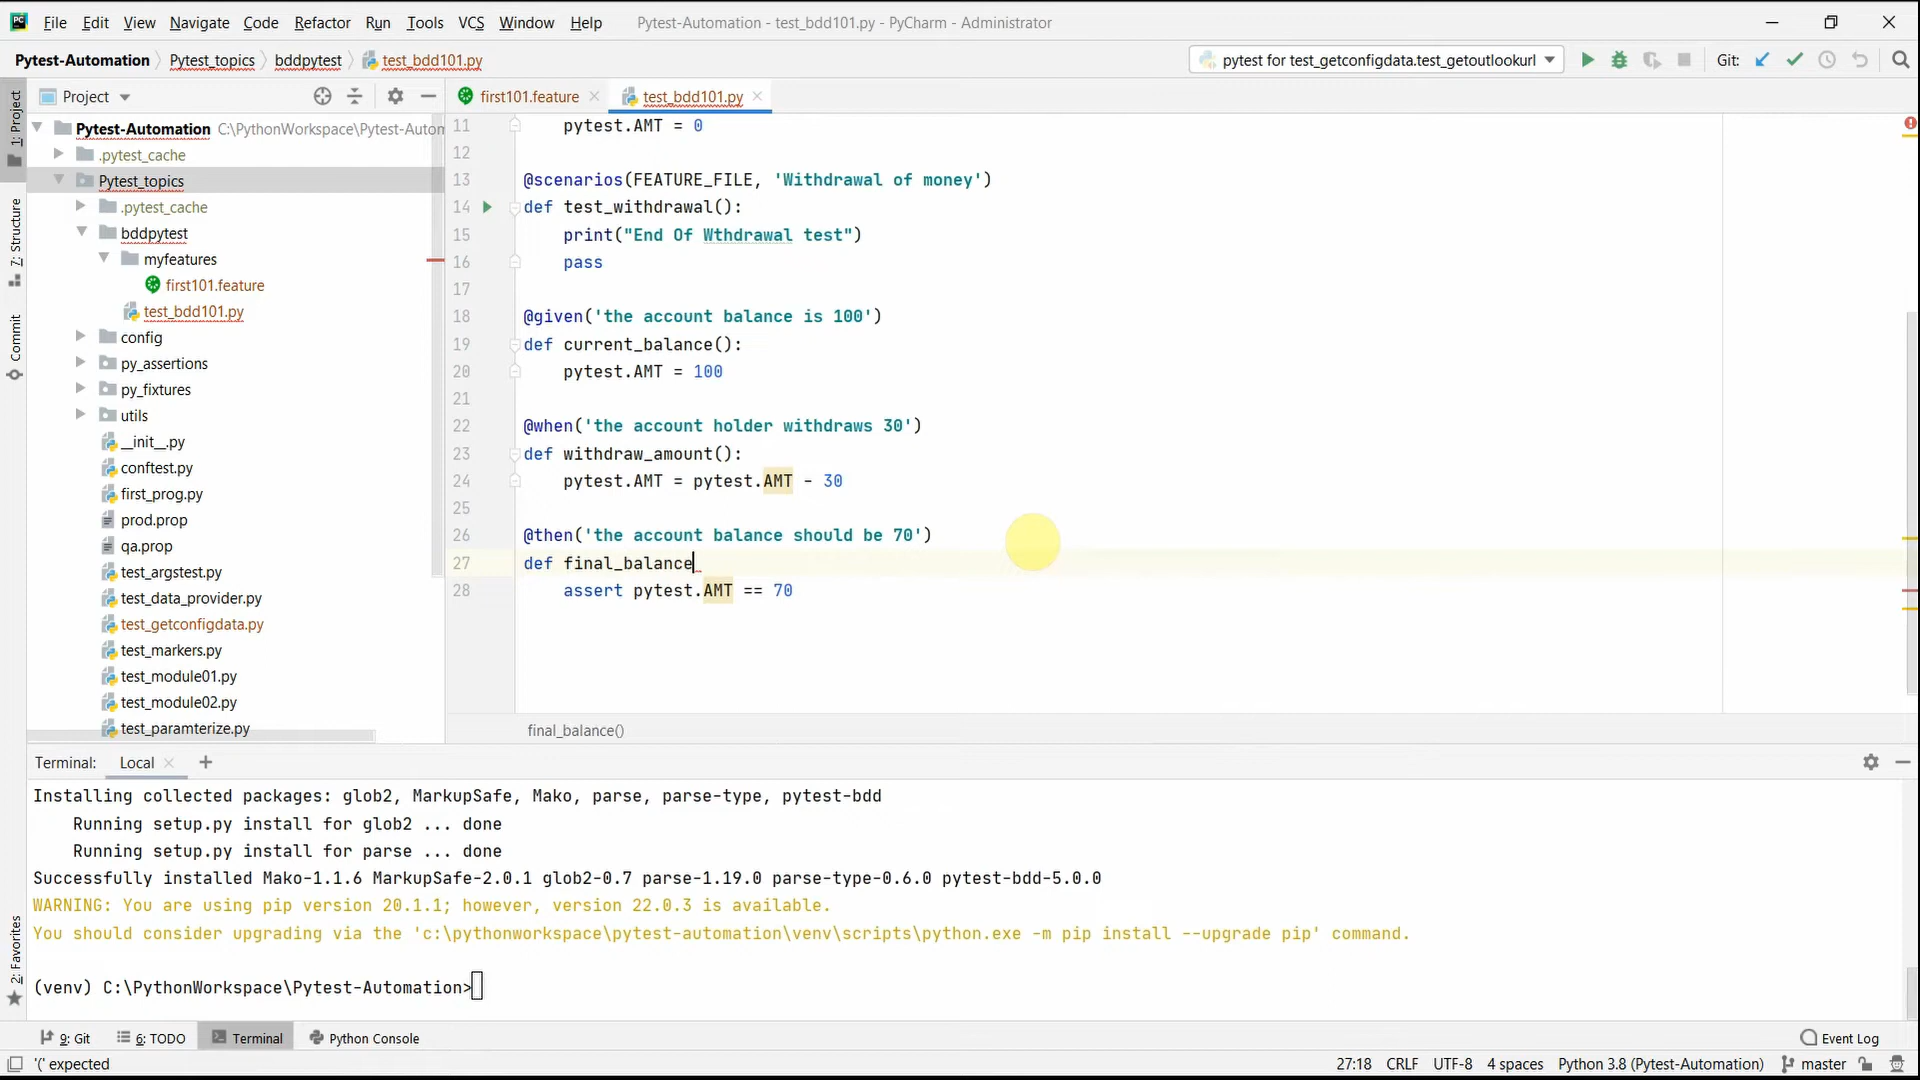 File Edit View Navigate Code Refactor Run Tools VCS Window Help Pytest-Automation - test_bdd101.py - PyCharm - Administrator
Pytest-Automation Pytest_topics bddpytest test_bdd101.py pytest for test_getconfigdata.test_getoutlookurl Git:
Project
first101.feature test_bdd101.py
1: Project
7: Structure
Commit
2: Favorites
Pytest-Automation C:\PythonWorkspace\Pytest-Autom
.pytest_cache
Pytest_topics
.pytest_cache
bddpytest
myfeatures
first101.feature
test_bdd101.py
config
py_assertions
py_fixtures
utils
__init__.py
conftest.py
first_prog.py
prod.prop
qa.prop
test_argstest.py
test_data_provider.py
test_getconfigdata.py
test_markers.py
test_module01.py
test_module02.py
test_paramterize.py
11 pytest.AMT = 0
12
13 @scenarios(FEATURE_FILE, 'Withdrawal of money')
14 def test_withdrawal():
15 print("End Of Wthdrawal test")
16 pass
17
18 @given('the account balance is 100')
19 def current_balance():
20 pytest.AMT = 100
21
22 @when('the account holder withdraws 30')
23 def withdraw_amount():
24 pytest.AMT = pytest.AMT - 30
25
26 @then('the account balance should be 70')
27 def final_balance
28 assert pytest.AMT == 70
final_balance()
Terminal: Local +
Installing collected packages: glob2, MarkupSafe, Mako, parse, parse-type, pytest-bdd
Running setup.py install for glob2 ... done
Running setup.py install for parse ... done
Successfully installed Mako-1.1.6 MarkupSafe-2.0.1 glob2-0.7 parse-1.19.0 parse-type-0.6.0 pytest-bdd-5.0.0
WARNING: You are using pip version 20.1.1; however, version 22.0.3 is available.
You should consider upgrading via the 'c:\pythonworkspace\pytest-automation\venv\scripts\python.exe -m pip install --upgrade pip' command.
(venv) C:\PythonWorkspace\Pytest-Automation>
9: Git 6: TODO Terminal Python Console Event Log
'(' expected 27:18 CRLF UTF-8 4 spaces Python 3.8 (Pytest-Automation) master